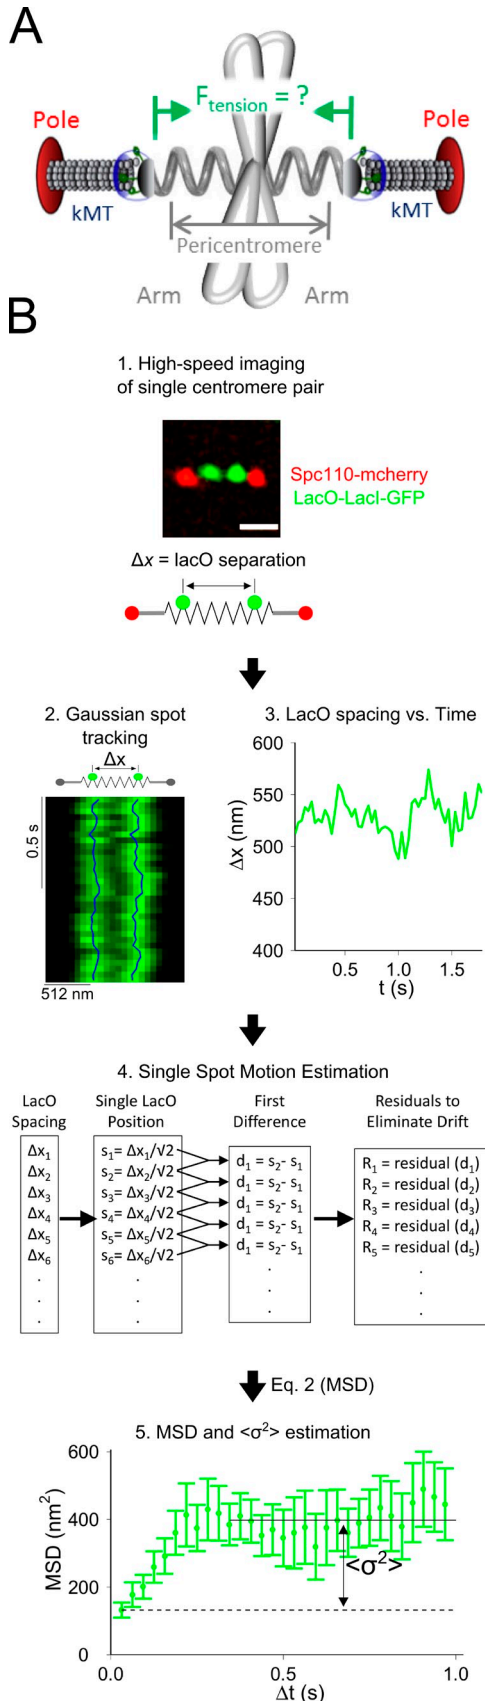 A
F tension = ?
Pole
Pole
kMT
kMT
Pericentromere
Arm
Arm
B
1. High-speed imaging
of single centromere pair
Spc110-mcherry
LacO-LacI-GFP
Δx = lacO separation
2. Gaussian spot
tracking
Δx
0.5 s
512 nm
3. LacO spacing vs. Time
600
550
500
450
400
Δx (nm)
0.5
1.0
1.5
t (s)
4. Single Spot Motion Estimation
LacO
Spacing
Δx1
Δx2
Δx3
Δx4
Δx5
Δx6
.
.
.
Single LacO
Position
s1= Δx1/√2
s2= Δx2/√2
s3= Δx3/√2
s4= Δx4/√2
s5= Δx5/√2
s6= Δx6/√2
.
.
.
First
Difference
d1 = s2- s1
d1 = s2- s1
d1 = s2- s1
d1 = s2- s1
d1 = s2- s1
.
.
.
Residuals to
Eliminate Drift
R1 = residual (d1)
R2 = residual (d2)
R3 = residual (d3)
R4 = residual (d4)
R5 = residual (d5)
.
.
.
Eq. 2 (MSD)
5. MSD and <σ2> estimation
600
400
200
0
MSD (nm2)
<σ2>
0.0
0.5
1.0
Δt (s)